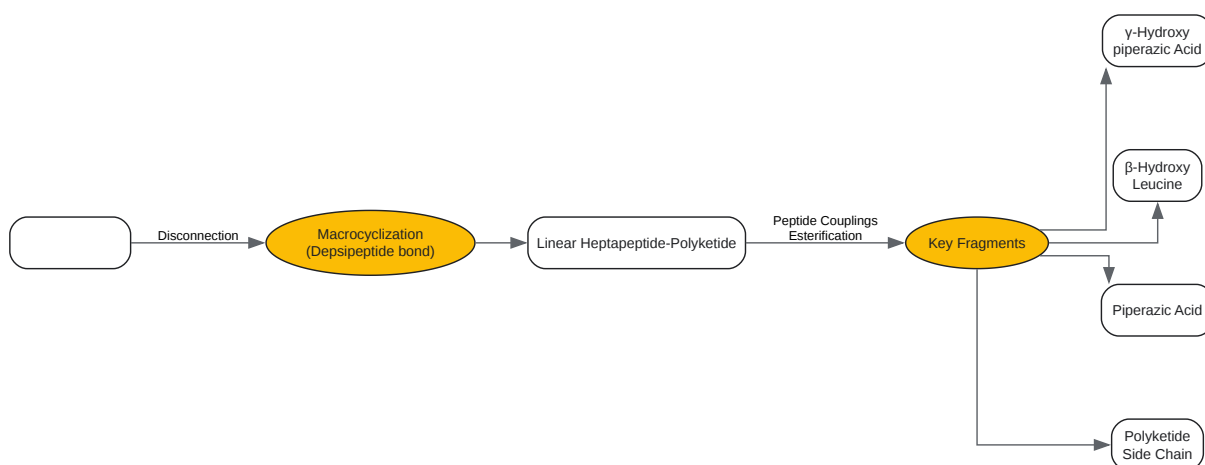 γ-Hydroxy
piperazic Acid
β-Hydroxy
Leucine
Disconnection
Macrocyclization
(Depsipeptide bond)
Linear Heptapeptide-Polyketide
Peptide Couplings
Esterification
Key Fragments
Piperazic Acid
Polyketide
Side Chain